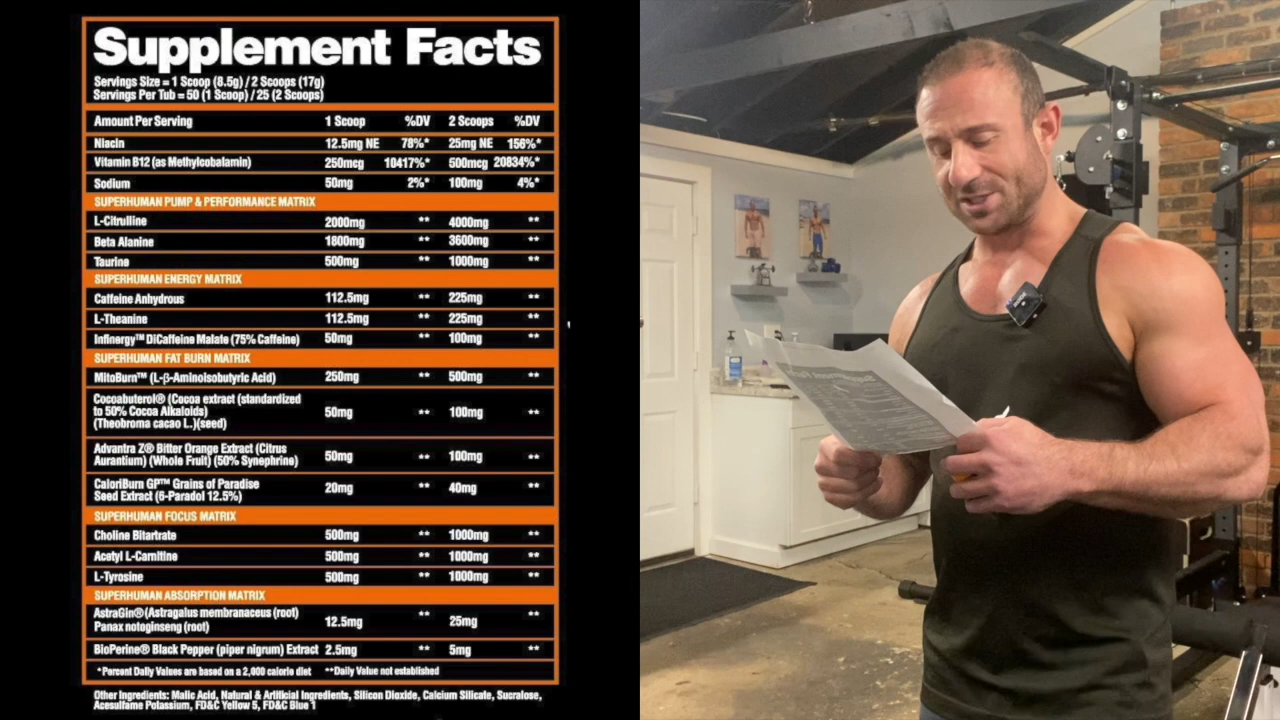 Supplement Facts
Servings Size = 1 Scoop (8.5g) / 2 Scoops (17g)
Servings Per Tub = 50 (1 Scoop) / 25 (2 Scoops)
Amount Per Serving 1 Scoop %DV 2 Scoops %DV
Niacin 12.5mg NE 78%* 25mg NE 156%*
Vitamin B12 (as Methylcobalamin) 250mcg 10417%* 500mcg 20834%*
Sodium 50mg 2%* 100mg 4%*
SUPERHUMAN PUMP & PERFORMANCE MATRIX
L-Citrulline 2000mg ** 4000mg **
Beta Alanine 1800mg ** 3600mg **
Taurine 500mg ** 1000mg **
SUPERHUMAN ENERGY MATRIX
Caffeine Anhydrous 112.5mg ** 225mg **
L-Theanine 112.5mg ** 225mg **
Infinergy™ DiCaffeine Malate (75% Caffeine) 50mg ** 100mg **
SUPERHUMAN FAT BURN MATRIX
MitoBurn™ (L-β-Aminoisobutyric Acid) 250mg ** 500mg **
Cocoabuterol® (Cocoa extract (standardized
to 50% Cocoa Alkaloids)
(Theobroma cacao L.)(seed) 50mg ** 100mg **
Advantra Z® Bitter Orange Extract (Citrus
Aurantium) (Whole Fruit) (50% Synephrine) 50mg ** 100mg **
CaloriBurn GP™ Grains of Paradise
Seed Extract (6-Paradol 12.5%) 20mg ** 40mg **
SUPERHUMAN FOCUS MATRIX
Choline Bitartrate 500mg ** 1000mg **
Acetyl L-Carnitine 500mg ** 1000mg **
L-Tyrosine 500mg ** 1000mg **
SUPERHUMAN ABSORPTION MATRIX
AstraGin®(Astragalus membranaceus (root)
Panax notoginseng (root) 12.5mg ** 25mg **
BioPerine® Black Pepper (piper nigrum) Extract 2.5mg ** 5mg **
*Percent Daily Values are based on a 2,000 calorie diet **Daily Value not established
Other Ingredients: Malic Acid, Natural & Artificial Ingredients, Silicon Dioxide, Calcium Silicate, Sucralose,
Acesulfame Potassium, FD&C Yellow 5, FD&C Blue 1